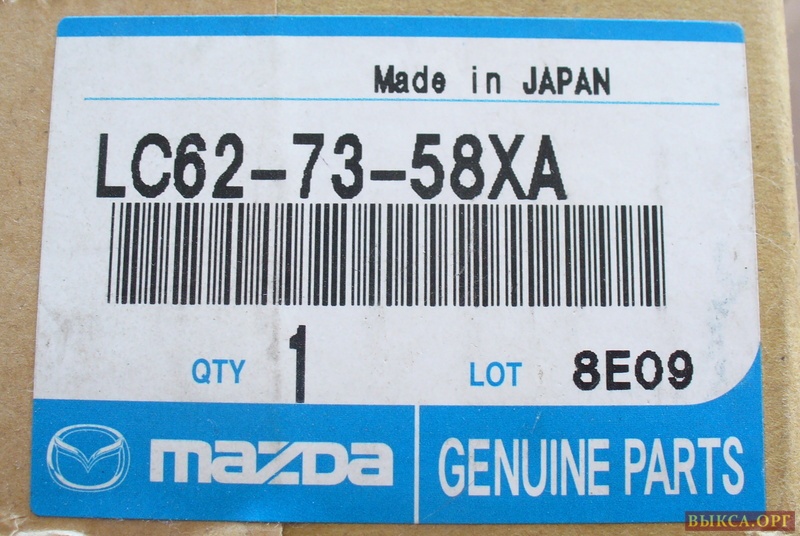 Made in JAPAN
LC62-73-58XA
QTY 1 LOT 8E09
mazda GENUINE PARTS
ВЫКСА.ОРГ